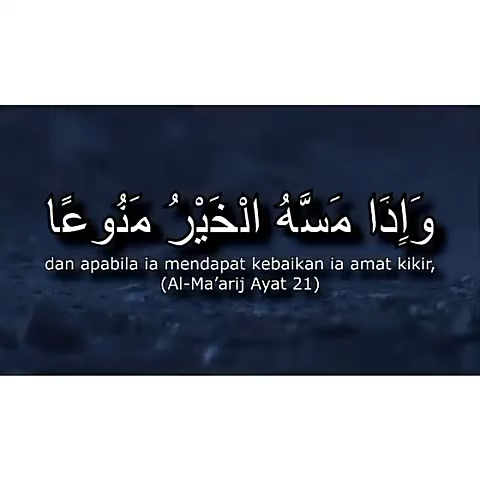 وَإِذَا مَسَّهُ الْخَيْرُ مَنُوعًا
dan apabila ia mendapat kebaikan ia amat kikir,
(Al-Ma’arij Ayat 21)